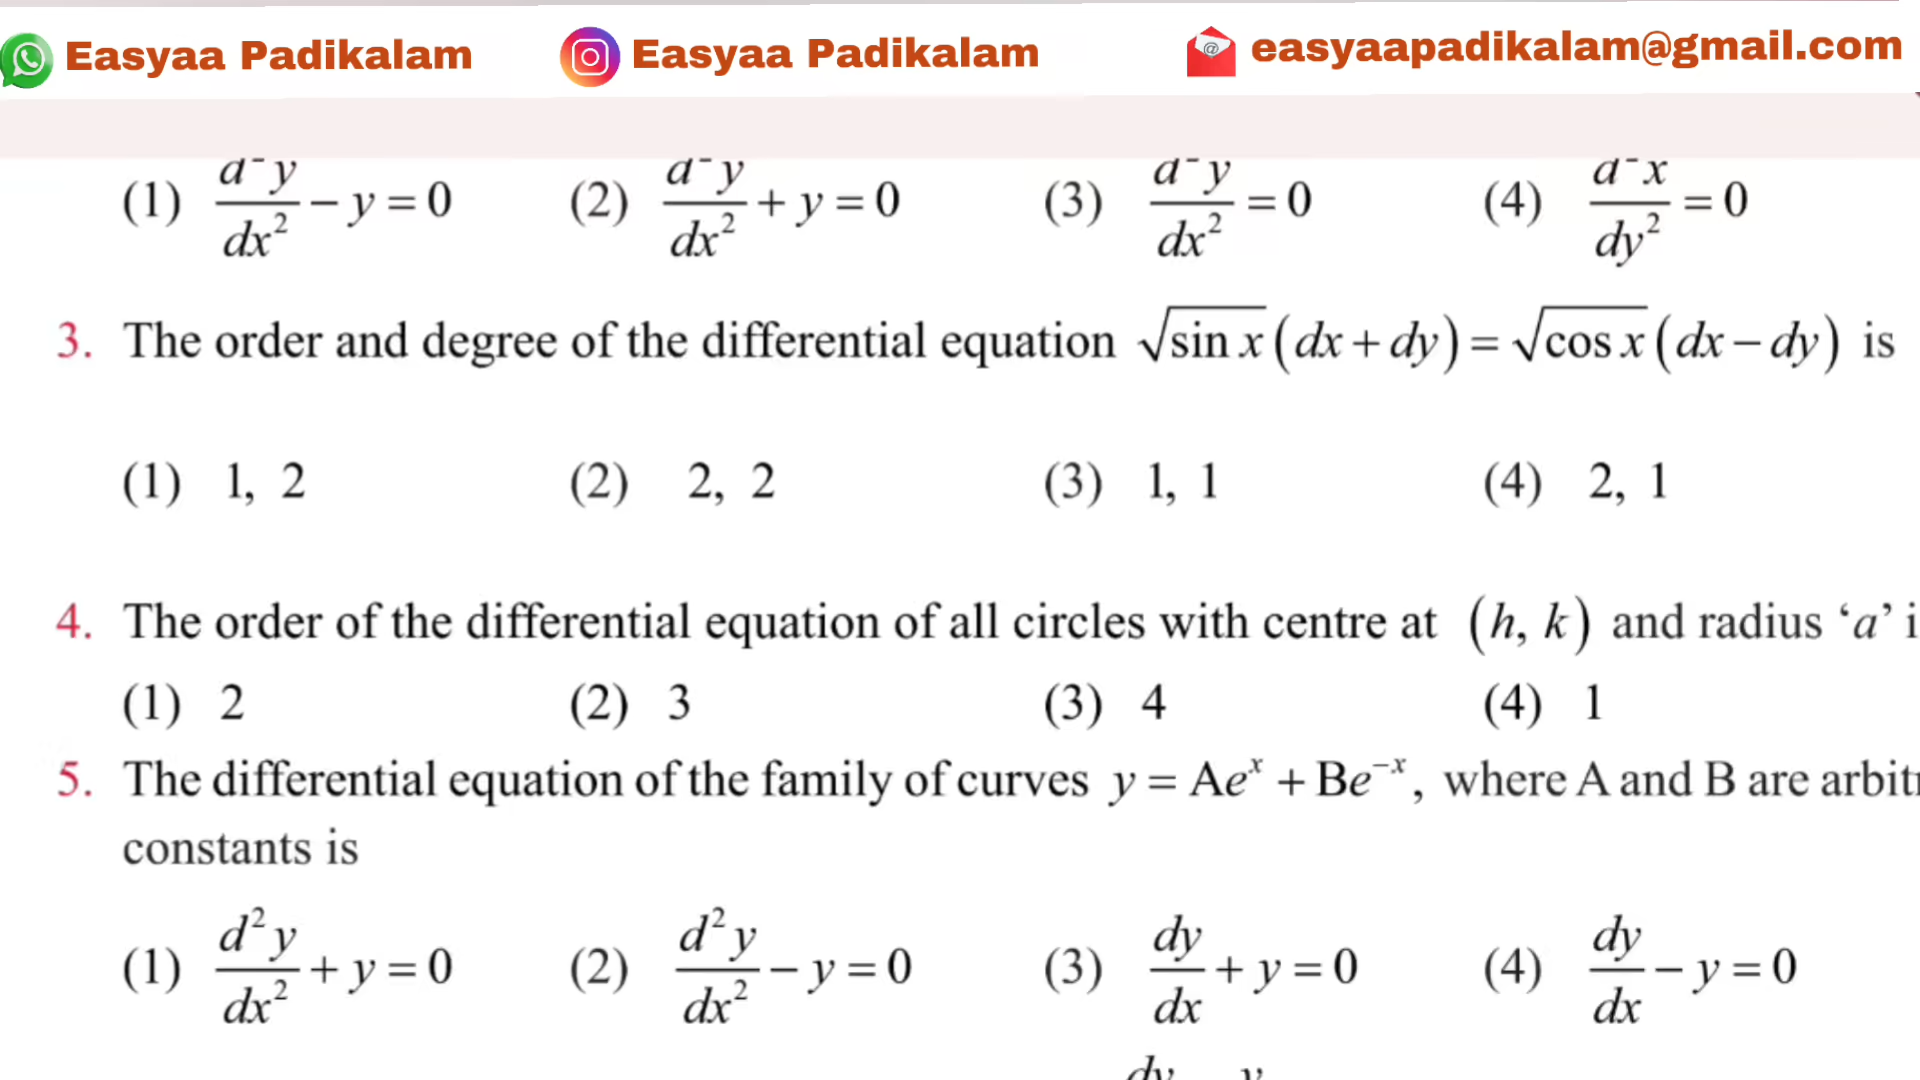 Easyaa Padikalam Easyaa Padikalam easyaapadikalam@gmail.com
(1) d²y/dx² − y = 0 (2) d²y/dx² + y = 0 (3) d²y/dx² = 0 (4) d²x/dy² = 0
3. The order and degree of the differential equation √sin x (dx + dy) = √cos x (dx − dy) is
(1) 1, 2 (2) 2, 2 (3) 1, 1 (4) 2, 1
4. The order of the differential equation of all circles with centre at (h, k) and radius ‘a’ i
(1) 2 (2) 3 (3) 4 (4) 1
5. The differential equation of the family of curves y = Ae^x + Be^−x, where A and B are
constants is
(1) d²y/dx² + y = 0 (2) d²y/dx² − y = 0 (3) dy/dx + y = 0 (4) dy/dx − y = 0
dy y